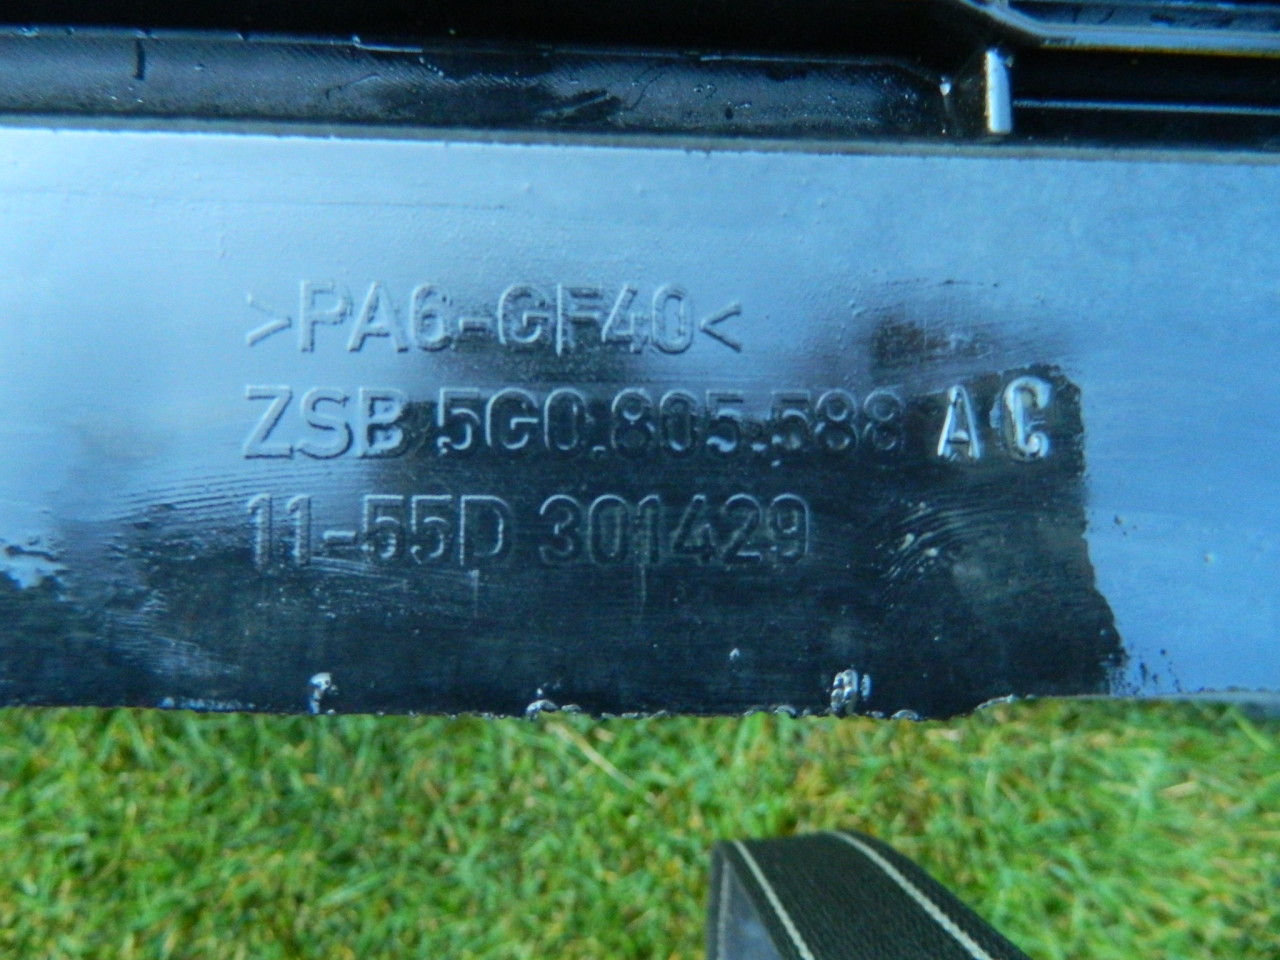 >PA6-GF40<
ZSB 5G0.805.588 AC
11-55D 301429